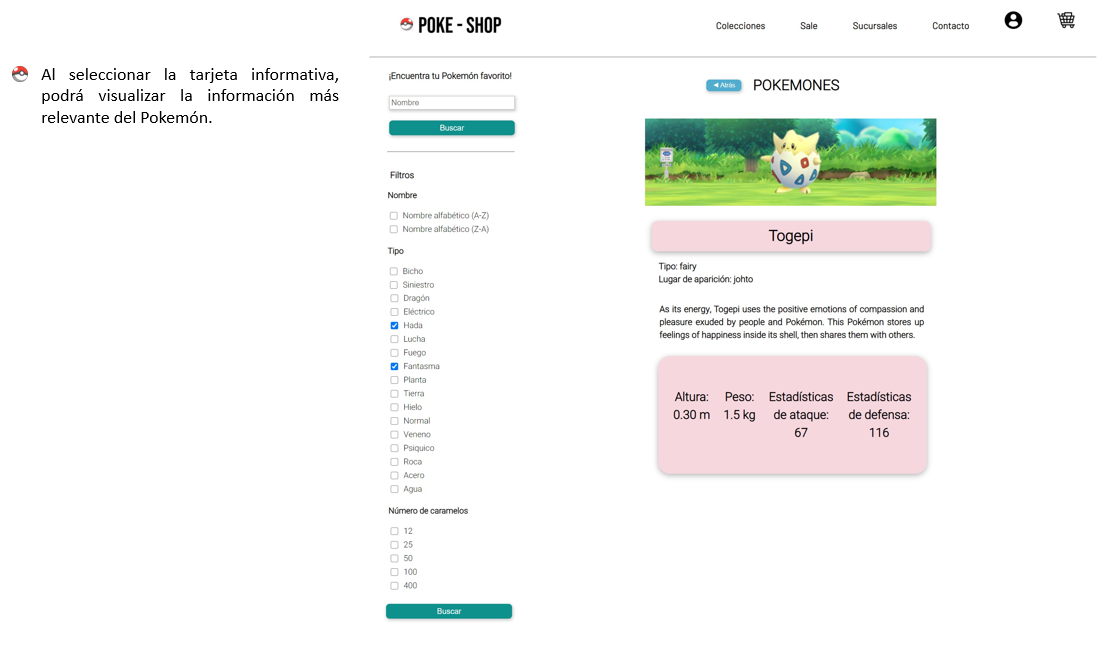 Al seleccionar la tarjeta informativa,
podrá visualizar la información más
relevante del Pokemón.
POKE - SHOP
Colecciones
Sale
Sucursales
Contacto
¡Encuentra tu Pokemón favorito!
Nombre
Buscar
Filtros
Nombre
Nombre alfabético (A-Z)
Nombre alfabético (Z-A)
Tipo
Bicho
Siniestro
Dragón
Eléctrico
Hada
Lucha
Fuego
Fantasma
Planta
Tierra
Hielo
Normal
Veneno
Psiquico
Roca
Acero
Agua
Número de caramelos
12
25
50
100
400
Buscar
◄ Atrás
POKEMONES
Togepi
Tipo: fairy
Lugar de aparición: johto
As its energy, Togepi uses the positive emotions of compassion and
pleasure exuded by people and Pokémon. This Pokémon stores up
feelings of happiness inside its shell, then shares them with others.
Altura:
0.30 m
Peso:
1.5 kg
Estadísticas
de ataque:
67
Estadísticas
de defensa:
116